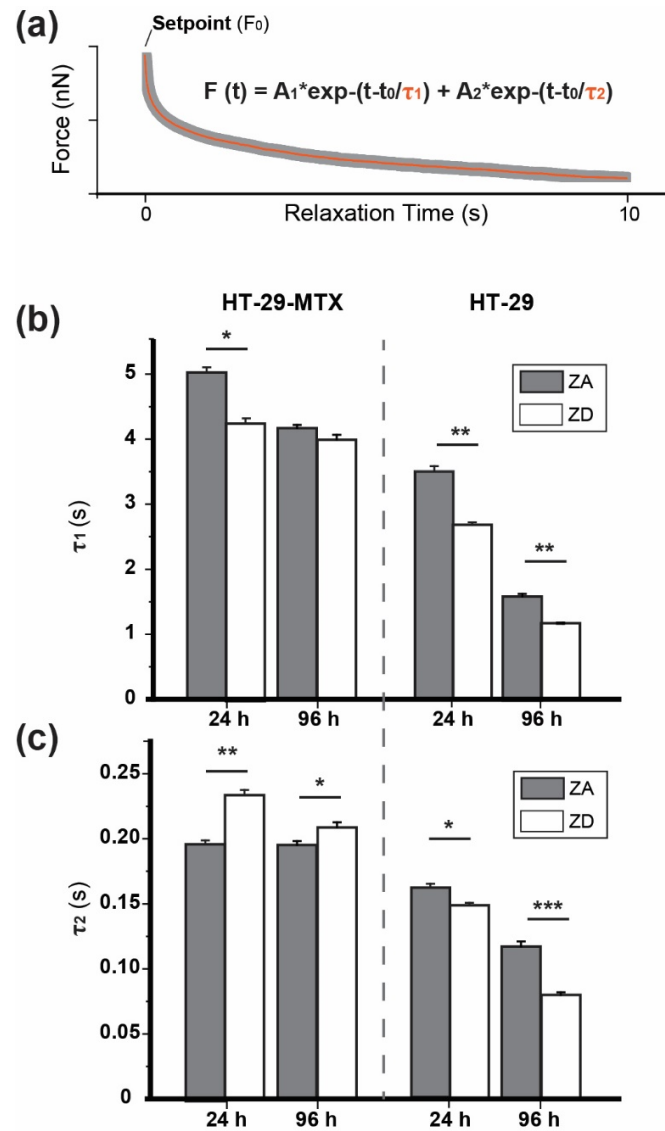 (a)
Setpoint (F₀)
F (t) = A₁*exp-(t-t₀/τ₁) + A₂*exp-(t-t₀/τ₂)
Force (nN)
0
10
Relaxation Time (s)
HT-29-MTX
HT-29
(b)
*
5
ZA
ZD
4
**
3
τ₁ (s)
**
2
1
0
24 h
96 h
24 h
96 h
(c)
0.25
**
*
ZA
ZD
0.20
*
0.15
τ₂ (s)
***
0.10
0.05
0
24 h
96 h
24 h
96 h